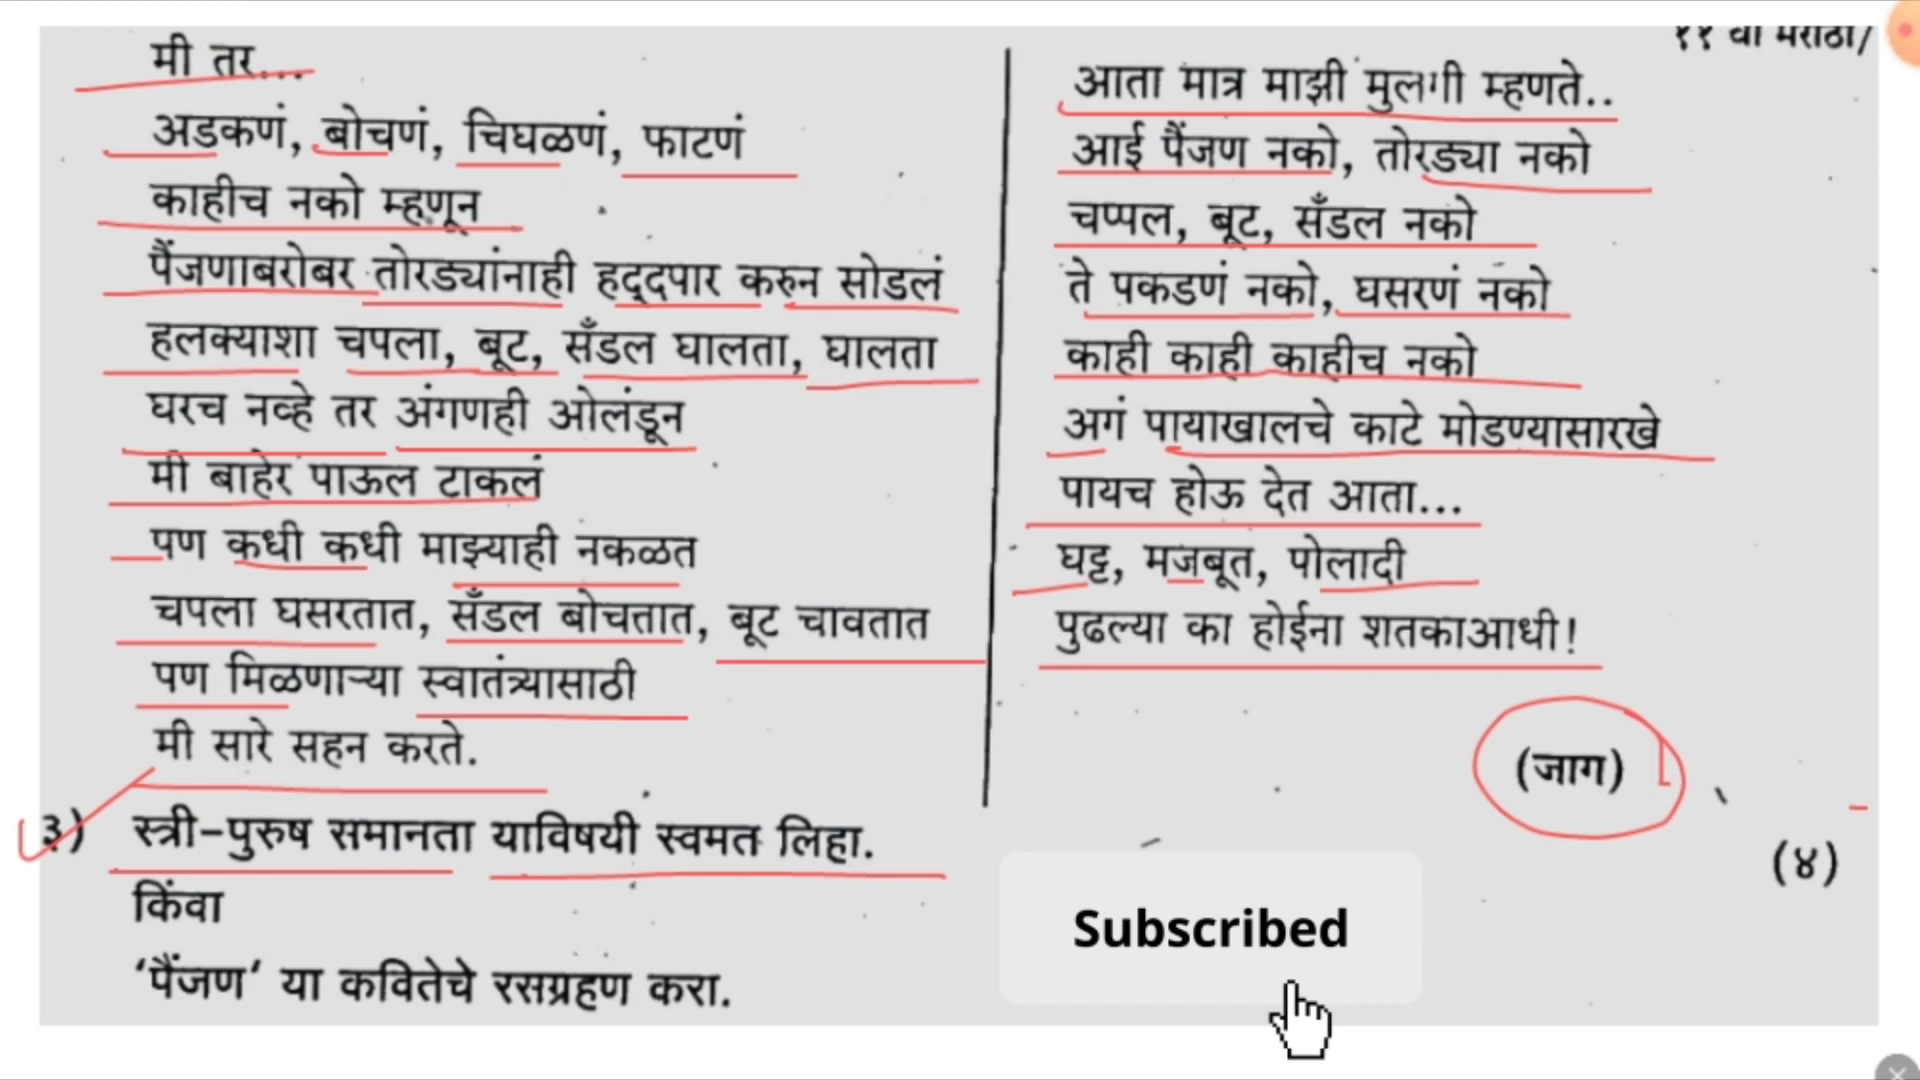 मी तर...
अडकणं, बोचणं, चिघळणं, फाटणं
काहीच नको म्हणून
पैंजणाबरोबर तोरड्यांनाही हद्दपार करुन सोडलं
हलक्याशा चपला, बूट, सँडल घालता, घालता
घरच नव्हे तर अंगणही ओलंडून
मी बाहेर पाऊल टाकलं
पण कधी कधी माझ्याही नकळत
चपला घसरतात, सँडल बोचतात, बूट चावतात
पण मिळणाऱ्या स्वातंत्र्यासाठी
मी सारे सहन करते.
११ वी मराठी/
आता मात्र माझी मुलगी म्हणते..
आई पैंजण नको, तोरड्या नको
चप्पल, बूट, सँडल नको
ते पकडणं नको, घसरणं नको
काही काही काहीच नको
अगं पायाखालचे काटे मोडण्यासारखे
पायच होऊ देत आता...
घट्ट, मजबूत, पोलादी
पुढल्या का होईना शतकाआधी!
(जाग)
३) स्त्री-पुरुष समानता याविषयी स्वमत लिहा. (४)
किंवा
‘पैंजण‘ या कवितेचे रसग्रहण करा.
Subscribed